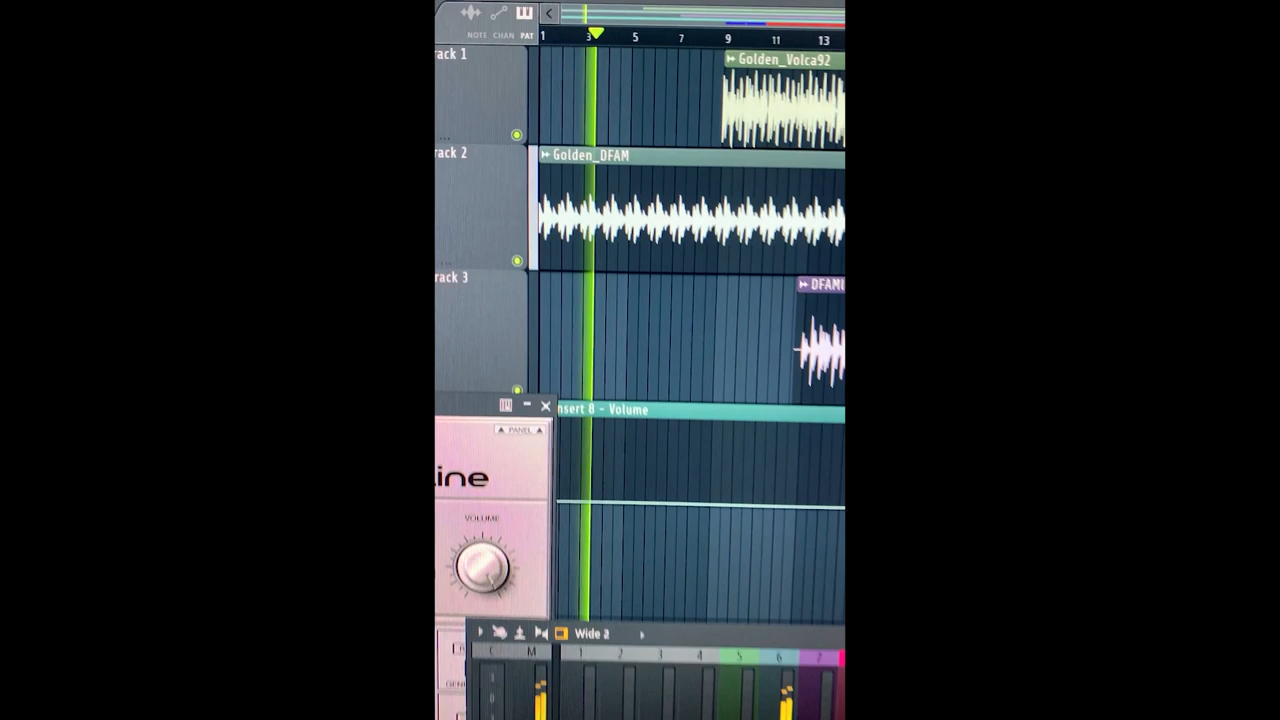 NOTE CHAN PAT
1 3 5 7 9 11 13
rack 1
Golden_Volca92
rack 2
Golden_DFAM
rack 3
DFAM
nsert 8 - Volume
PANEL
Line
VOLUME
Wide 2
C M 1 2 3 4 5 6 7